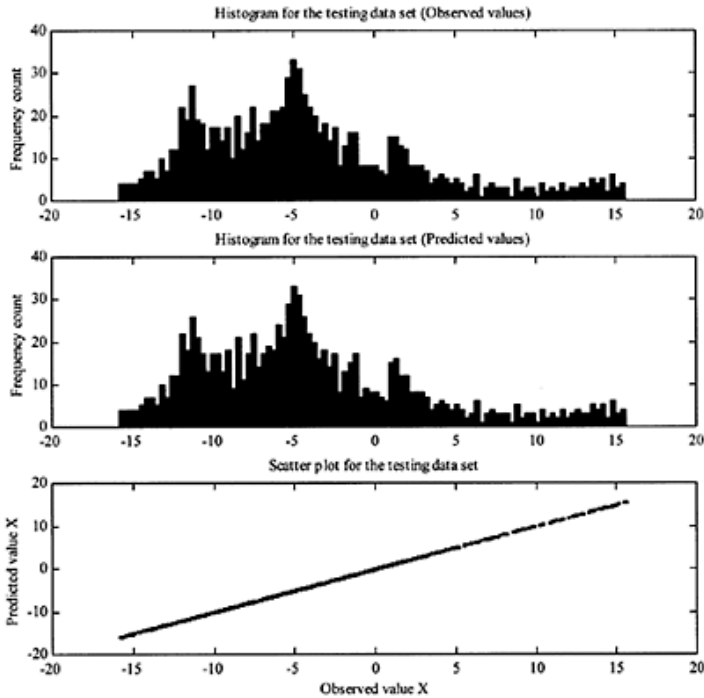 Histogram for the testing data set (Observed values)
40
30
20
10
0
Frequency count
-20 -15 -10 -5 0 5 10 15 20
Histogram for the testing data set (Predicted values)
40
30
20
10
0
Frequency count
-20 -15 -10 -5 0 5 10 15 20
Scatter plot for the testing data set
20
10
0
-10
-20
Predicted value X
-20 -15 -10 -5 0 5 10 15 20
Observed value X